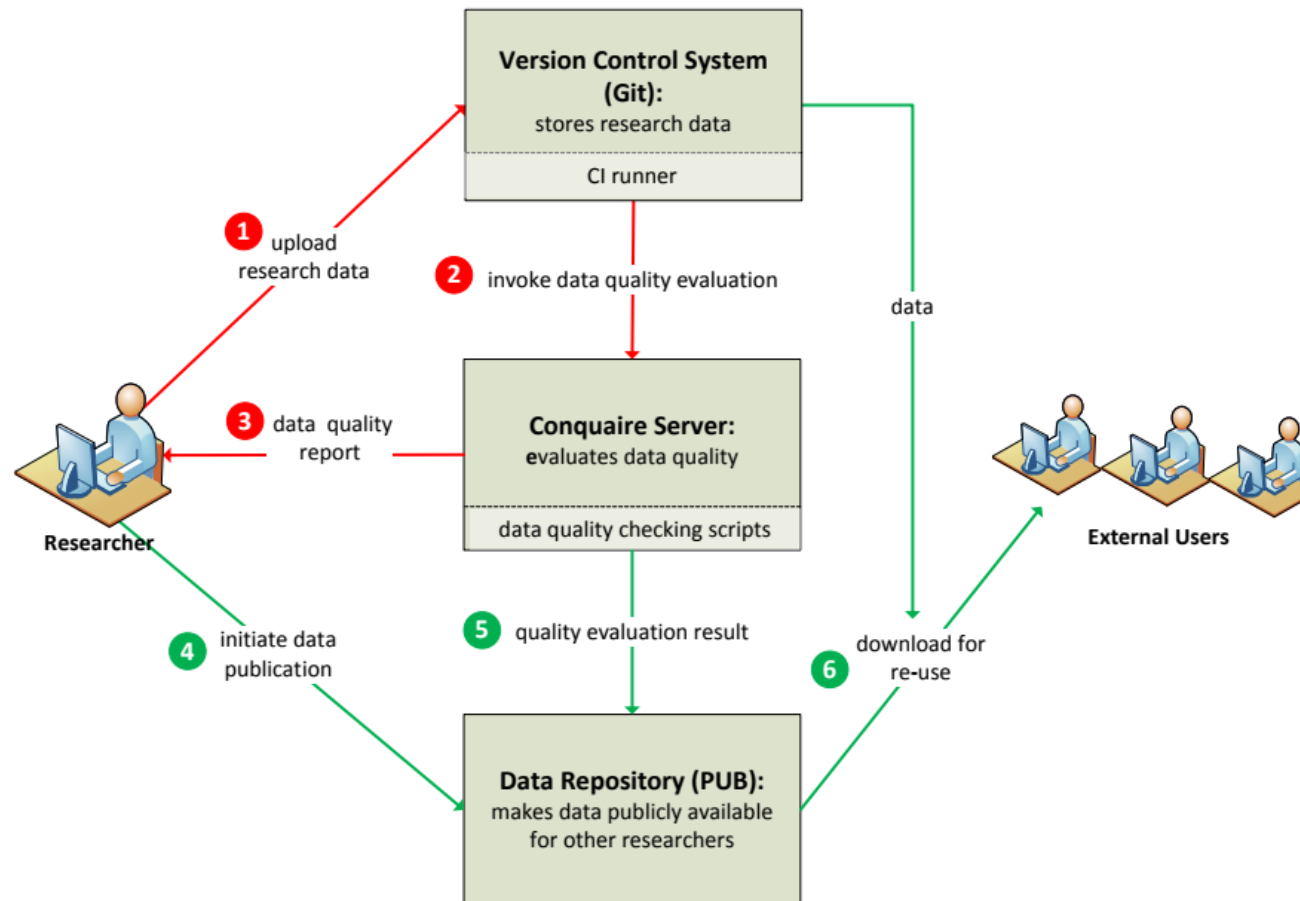 Version Control System
(Git):
stores research data
CI runner
1 upload
research data
2 invoke data quality evaluation
data
3 data quality
report
Conquaire Server:
evaluates data quality
data quality checking scripts
Researcher
External Users
4 initiate data
publication
5 quality evaluation result
6 download for
re-use
Data Repository (PUB):
makes data publicly available
for other researchers